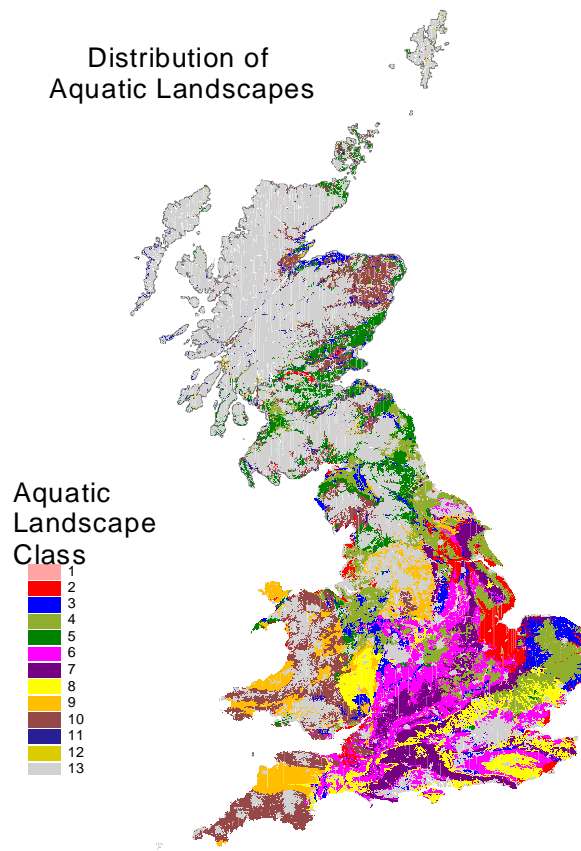 Distribution of
Aquatic Landscapes
Aquatic
Landscape
Class
1
2
3
4
5
6
7
8
9
10
11
12
13